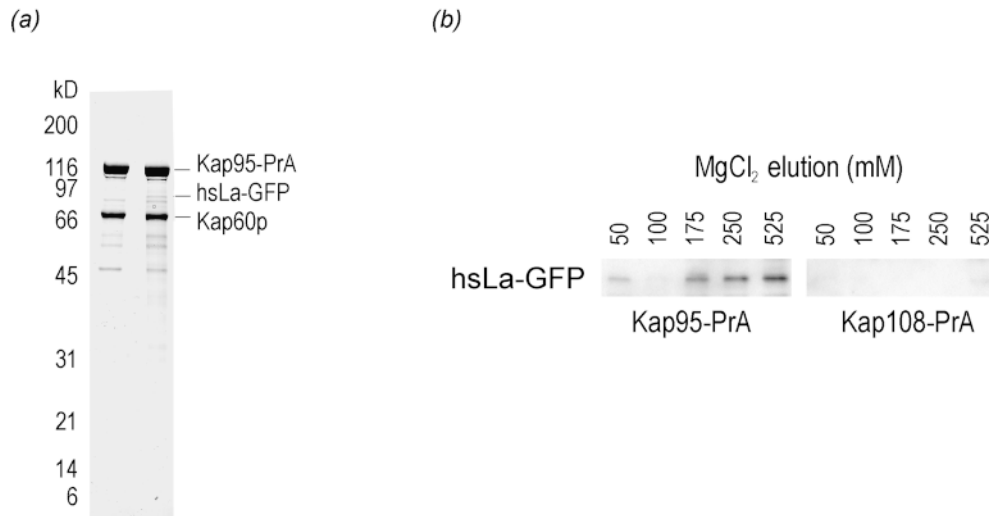 (a)
kD
200
116
97
66
45
31
21
14
6
Kap95-PrA
hsLa-GFP
Kap60p
(b)
MgCl₂ elution (mM)
50 100 175 250 525 50 100 175 250 525
hsLa-GFP
Kap95-PrA Kap108-PrA